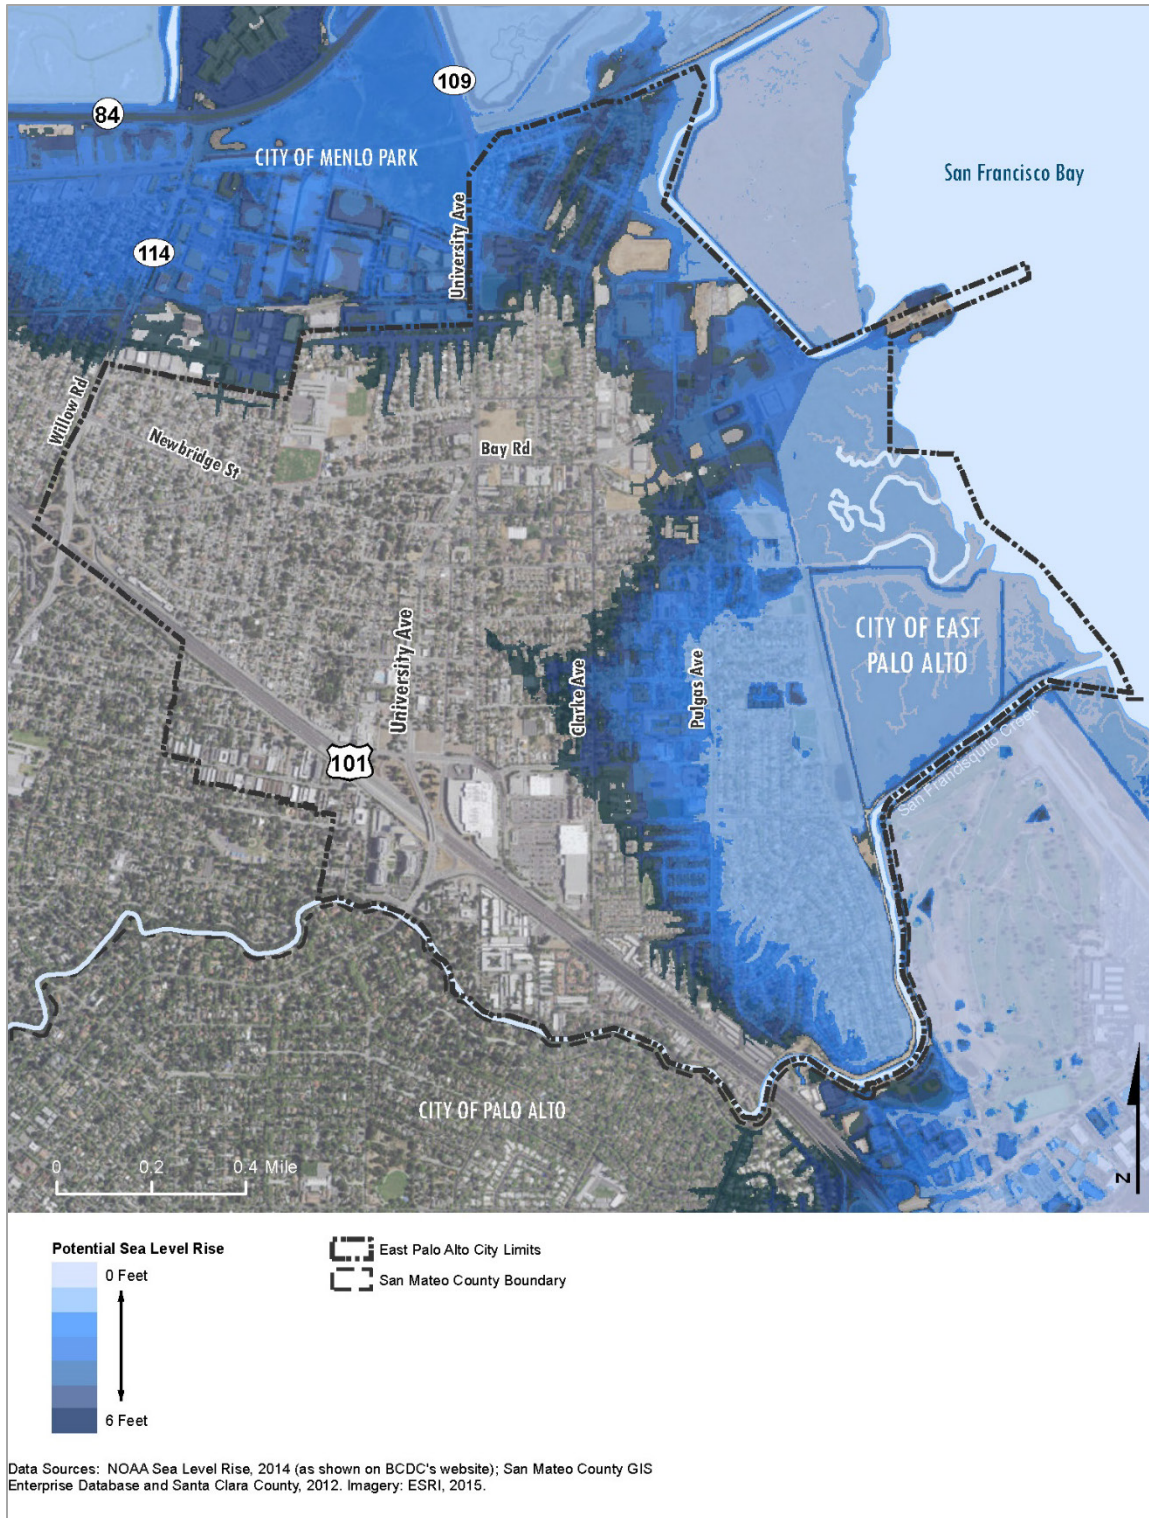 109
84
CITY OF MENLO PARK
San Francisco Bay
University Ave
114
Willow Rd
Newbridge St
Bay Rd
CITY OF EAST
PALO ALTO
University Ave
Clarke Ave
Pulgas Ave
101
San Francisquito Creek
CITY OF PALO ALTO
0 0.2 0.4 Mile
N
Potential Sea Level Rise
0 Feet
6 Feet
East Palo Alto City Limits
San Mateo County Boundary
Data Sources: NOAA Sea Level Rise, 2014 (as shown on BCDC's website); San Mateo County GIS
Enterprise Database and Santa Clara County, 2012. Imagery: ESRI, 2015.